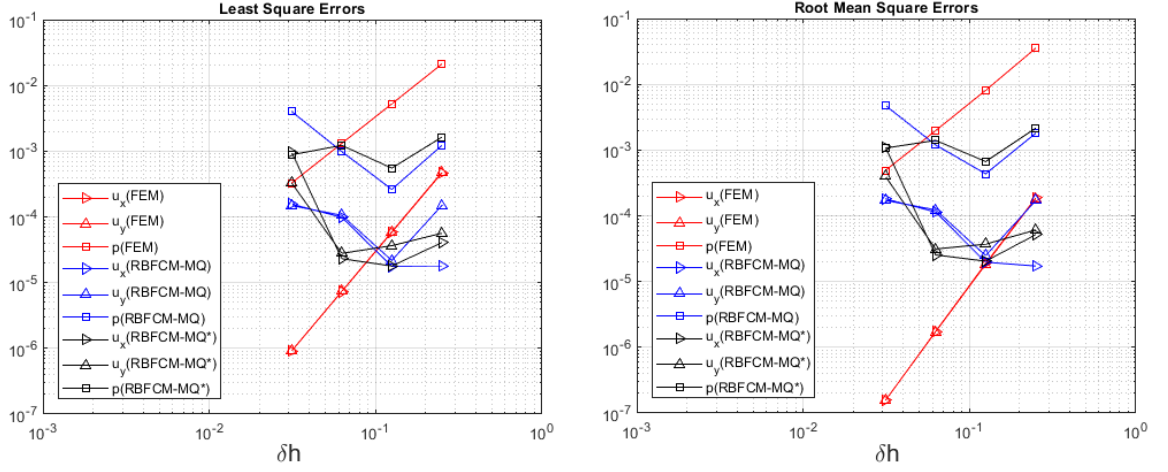 Least Square Errors
10^-1
10^-2
10^-3
10^-4
10^-5
10^-6
10^-7
u_x(FEM)
u_y(FEM)
p(FEM)
u_x(RBFCM-MQ)
u_y(RBFCM-MQ)
p(RBFCM-MQ)
u_x(RBFCM-MQ*)
u_y(RBFCM-MQ*)
p(RBFCM-MQ*)
10^-3 10^-2 10^-1 10^0
δh
Root Mean Square Errors
10^-1
10^-2
10^-3
10^-4
10^-5
10^-6
10^-7
u_x(FEM)
u_y(FEM)
p(FEM)
u_x(RBFCM-MQ)
u_y(RBFCM-MQ)
p(RBFCM-MQ)
u_x(RBFCM-MQ*)
u_y(RBFCM-MQ*)
p(RBFCM-MQ*)
10^-3 10^-2 10^-1 10^0
δh